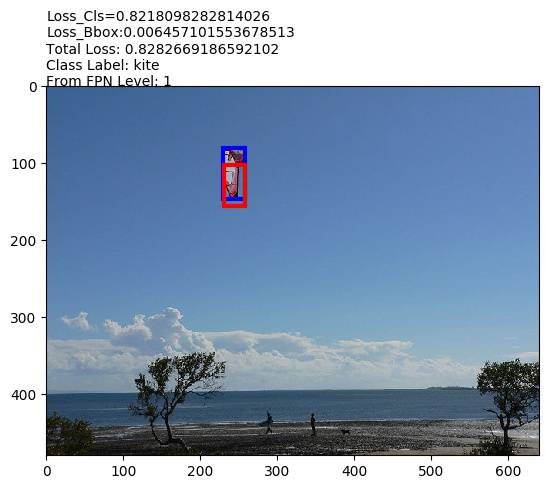 Loss_Cls=0.8218098282814026
Loss_Bbox:0.006457101553678513
Total Loss: 0.8282669186592102
Class Label: kite
From FPN Level: 1
0
100
200
300
400
0 100 200 300 400 500 600